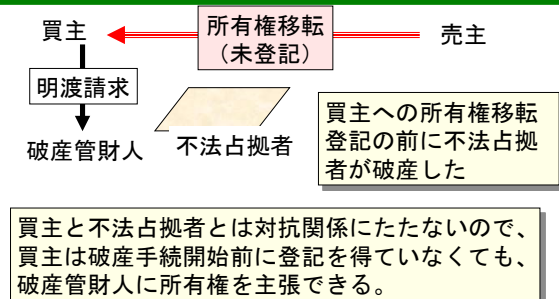 買主
所有権移転
（未登記）
売主
明渡請求
破産管財人
不法占拠者
買主への所有権移転
登記の前に不法占拠
者が破産した
買主と不法占拠者とは対抗関係にたたないので、
買主は破産手続開始前に登記を得ていなくても、
破産管財人に所有権を主張できる。